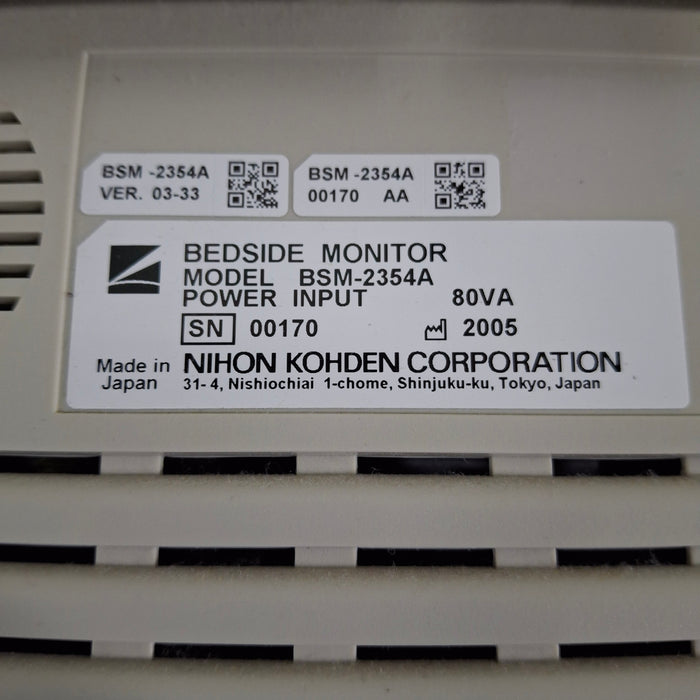 BSM -2354A
VER. 03-33
BSM -2354A
00170 AA
BEDSIDE MONITOR
MODEL BSM-2354A
POWER INPUT 80VA
SN 00170 2005
Made in Japan NIHON KOHDEN CORPORATION
31-4, Nishiochiai 1-chome, Shinjuku-ku, Tokyo, Japan